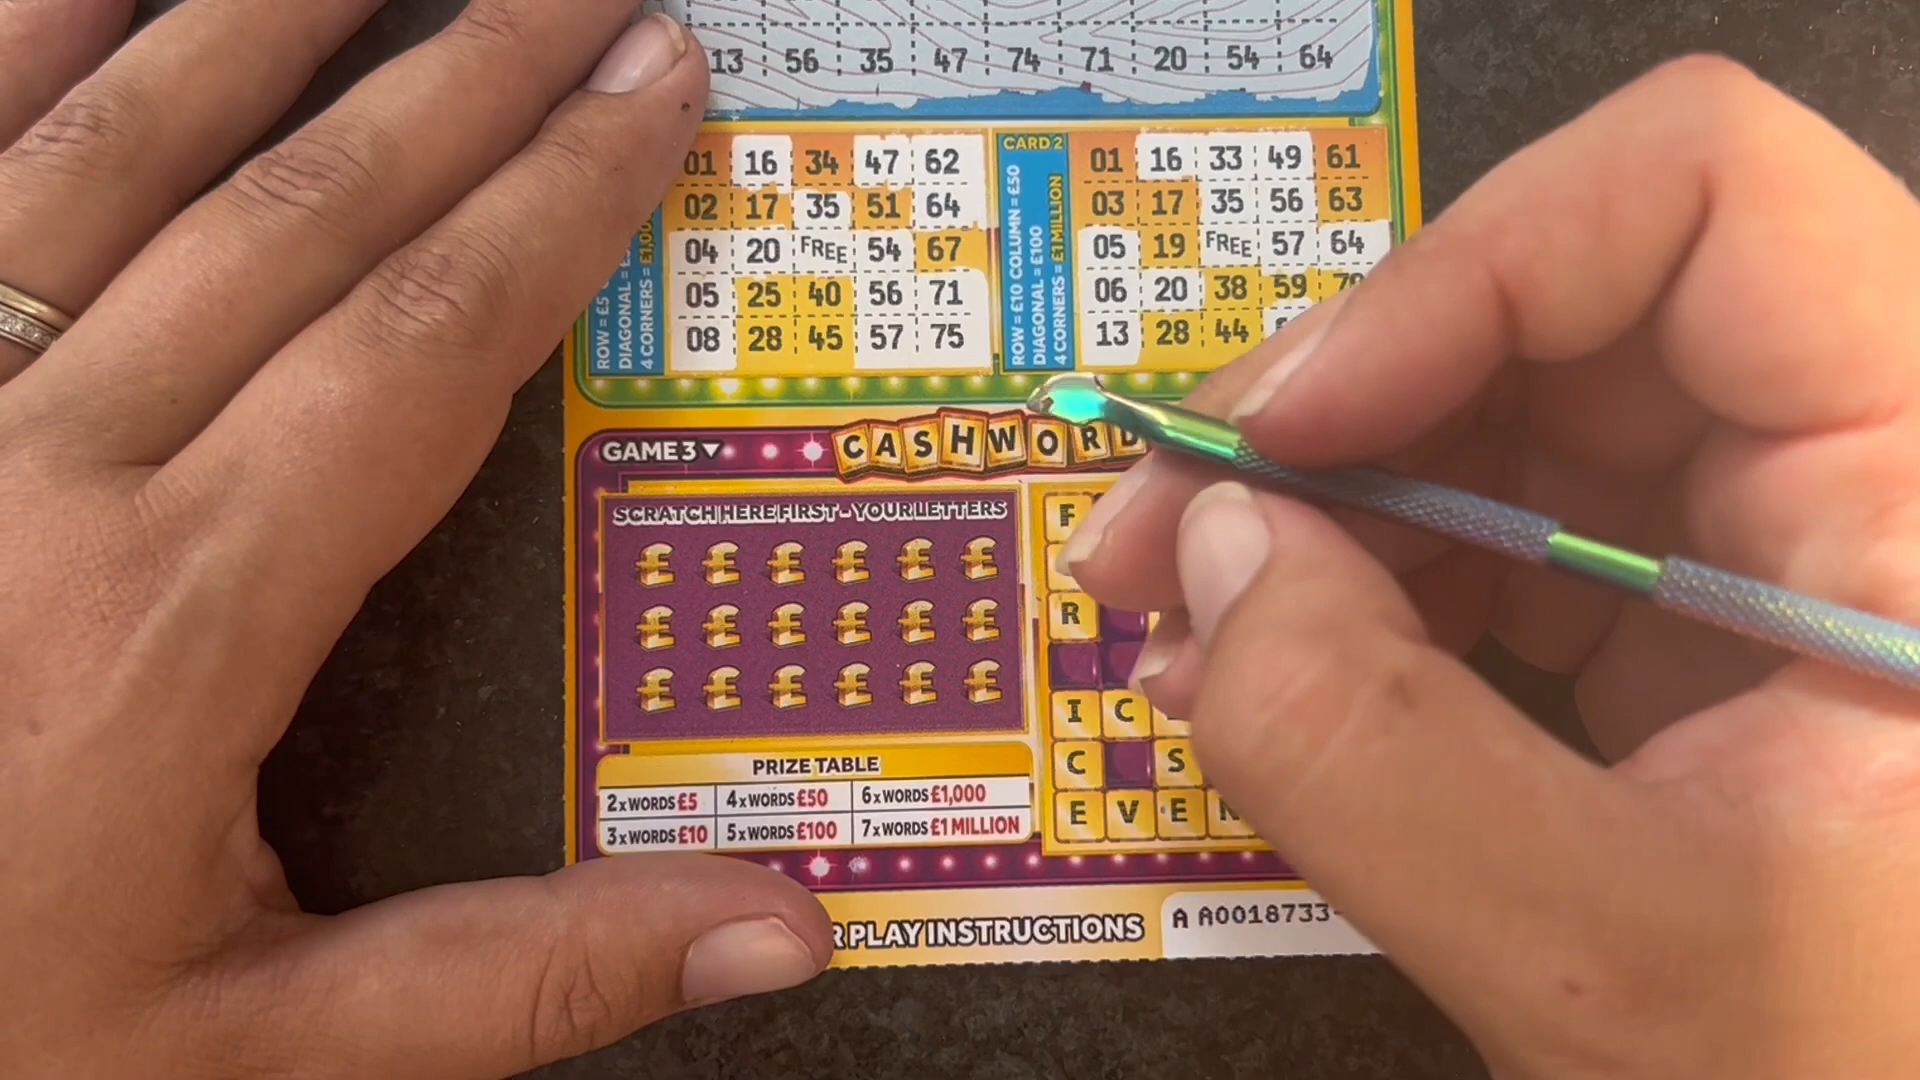 13 56 35 47 74 71 20 54 64
01 16 34 47 62
02 17 35 51 64
04 20 FREE 54 67
05 25 40 56 71
08 28 45 57 75
ROW = £5
DIAGONAL =
4 CORNERS =
CARD 2
ROW = £10 COLUMN = £50
DIAGONAL = £100
4 CORNERS = £1 MILLION
01 16 33 49 61
03 17 35 56 63
05 19 FREE 57 64
06 20 38 59
13 28 44
GAME 3
CASHWORD
SCRATCH HERE FIRST - YOUR LETTERS
£ £ £ £ £ £
£ £ £ £ £ £
£ £ £ £ £ £
PRIZE TABLE
2 x WORDS £5 4 x WORDS £50 6 x WORDS £1,000
3 x WORDS £10 5 x WORDS £100 7 x WORDS £1 MILLION
F
R
I C
C S
E V E N
PLAY INSTRUCTIONS
A A0018733-